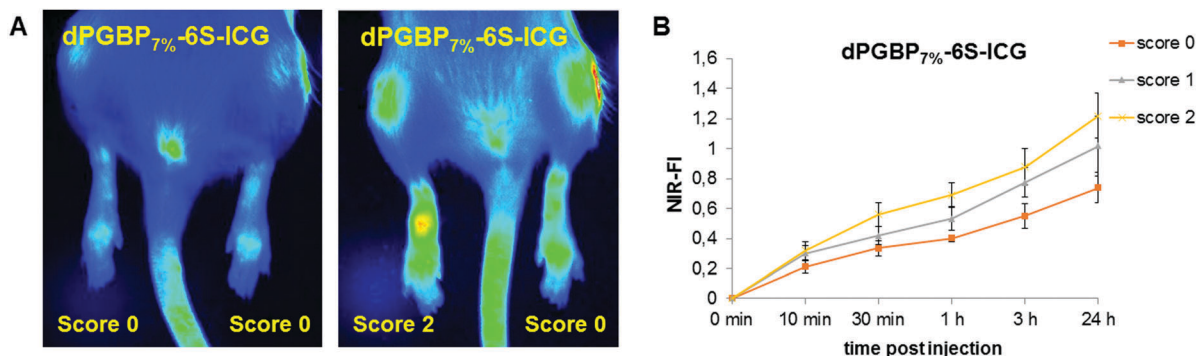 A
dPGBP7%-6S-ICG
Score 0
Score 0
dPGBP7%-6S-ICG
Score 2
Score 0
B
dPGBP7%-6S-ICG
score 0
score 1
score 2
NIR-FI
1,6
1,4
1,2
1
0,8
0,6
0,4
0,2
0
0 min 10 min 30 min 1 h 3 h 24 h
time post injection